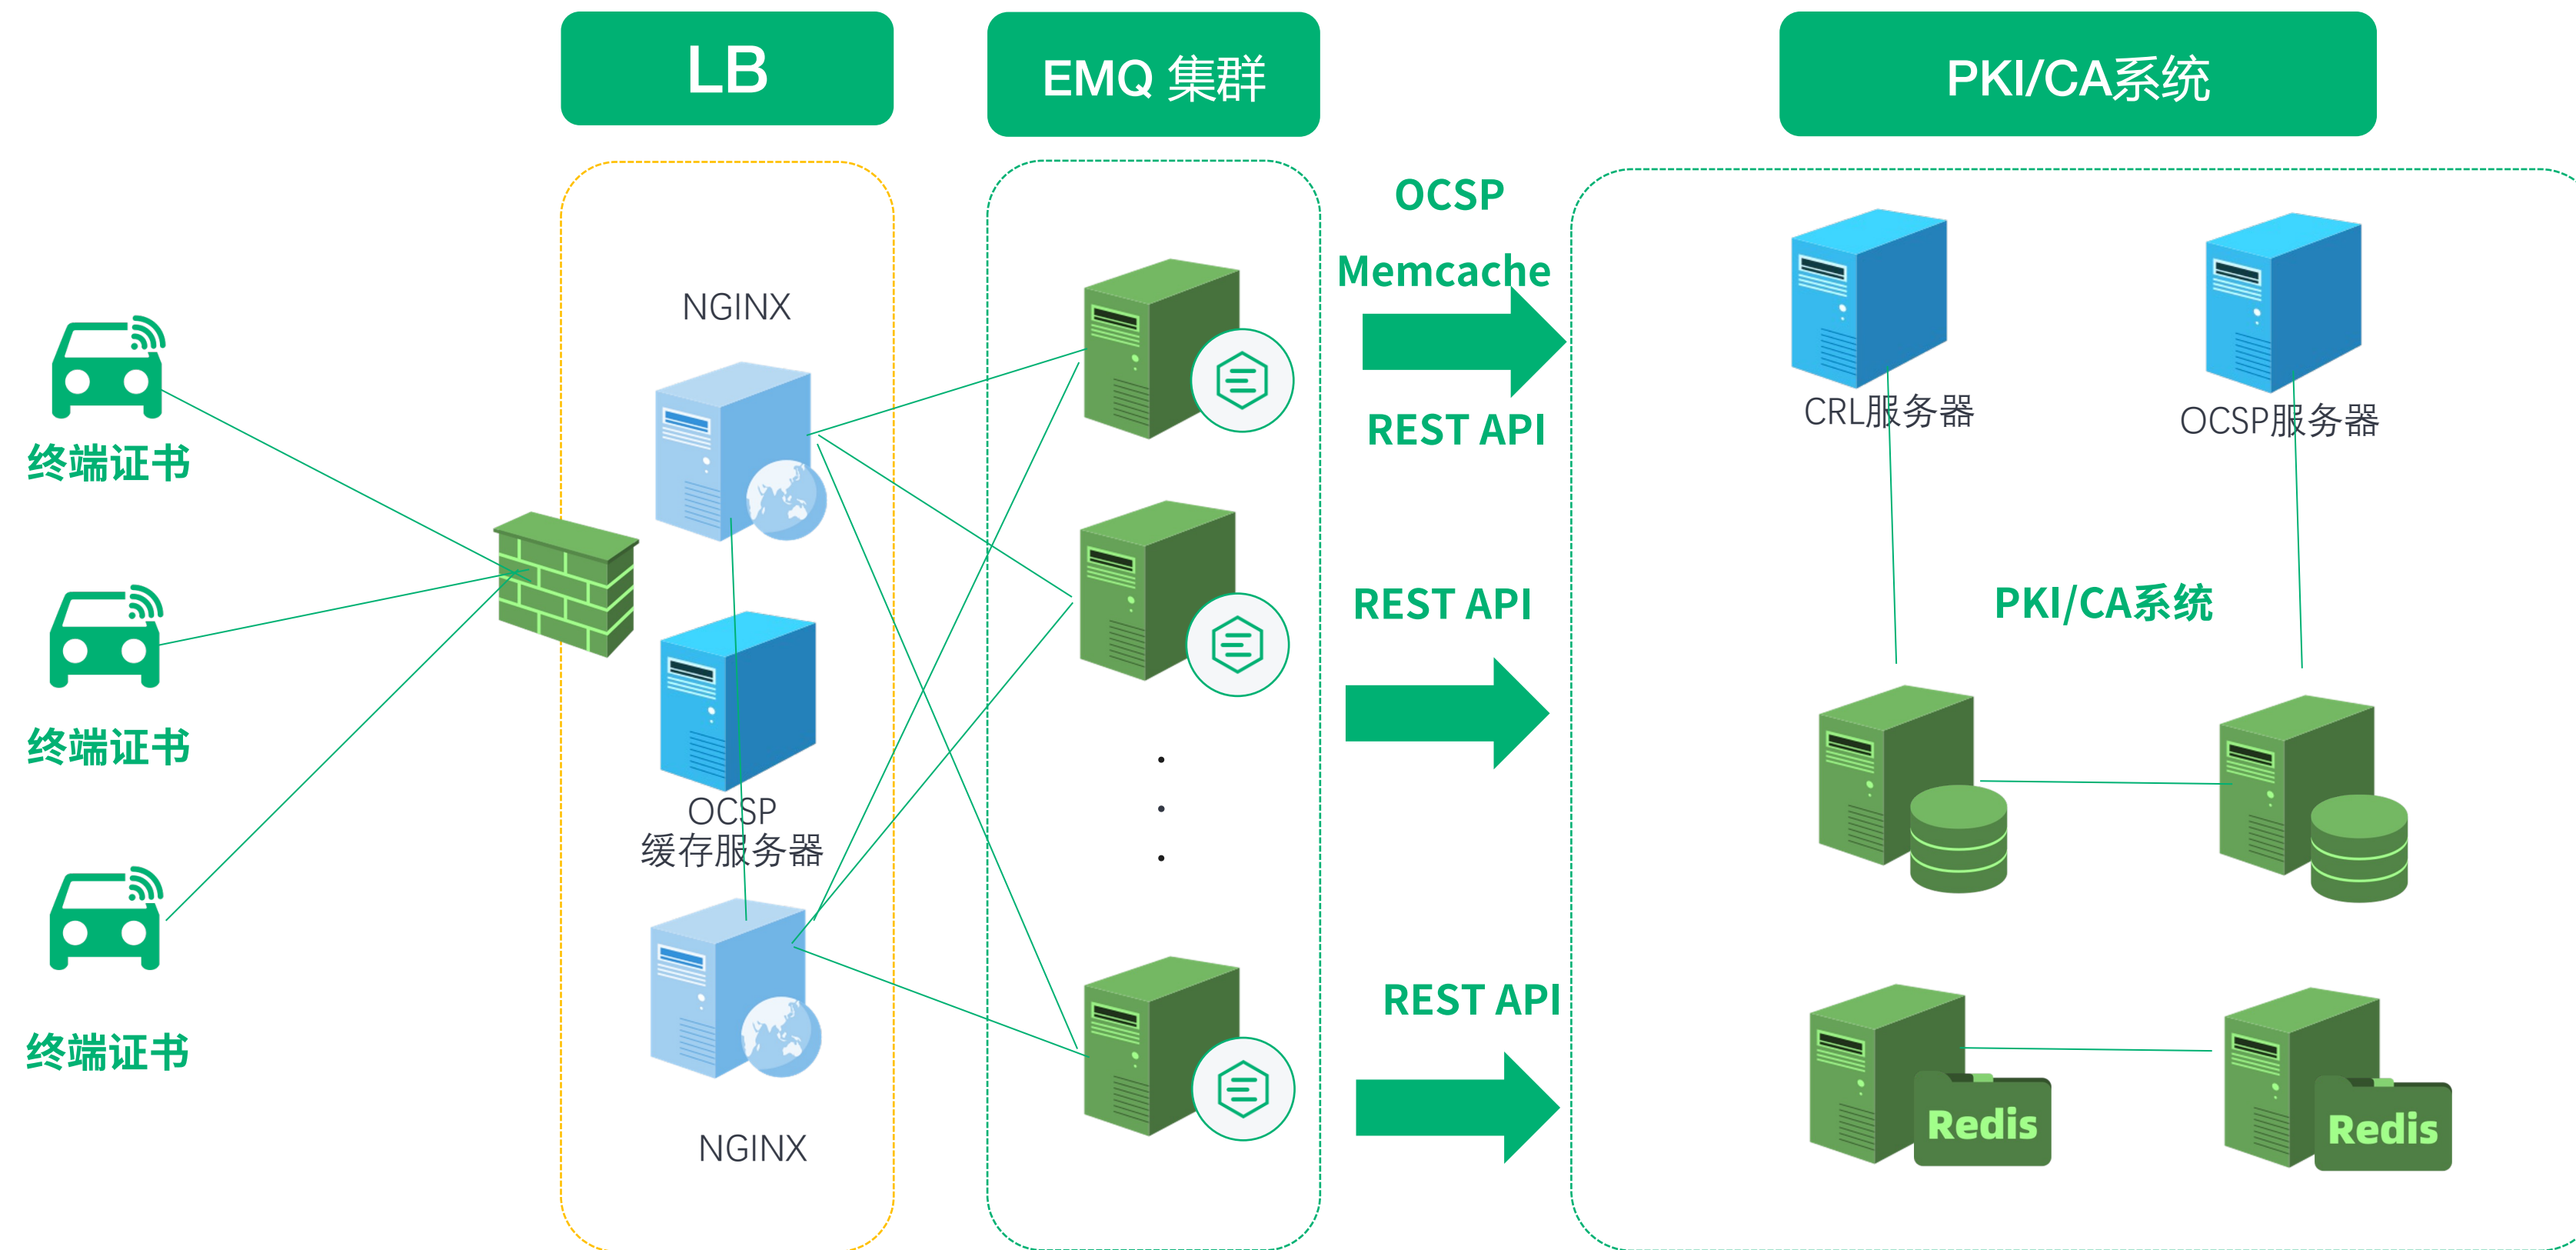 LB
EMQ 集群
PKI/CA系统
终端证书
终端证书
终端证书
NGINX
OCSP
缓存服务器
NGINX
OCSP
Memcache
REST API
REST API
REST API
CRL服务器
OCSP服务器
PKI/CA系统
Redis
Redis